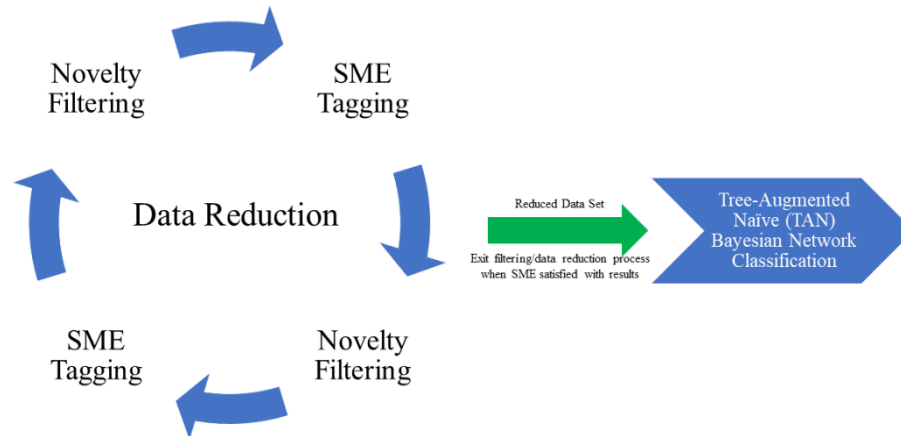 Novelty
Filtering
SME
Tagging
Data Reduction
SME
Tagging
Novelty
Filtering
Reduced Data Set
Exit filtering/data reduction process
when SME satisfied with results
Tree-Augmented
Naïve (TAN)
Bayesian Network
Classification